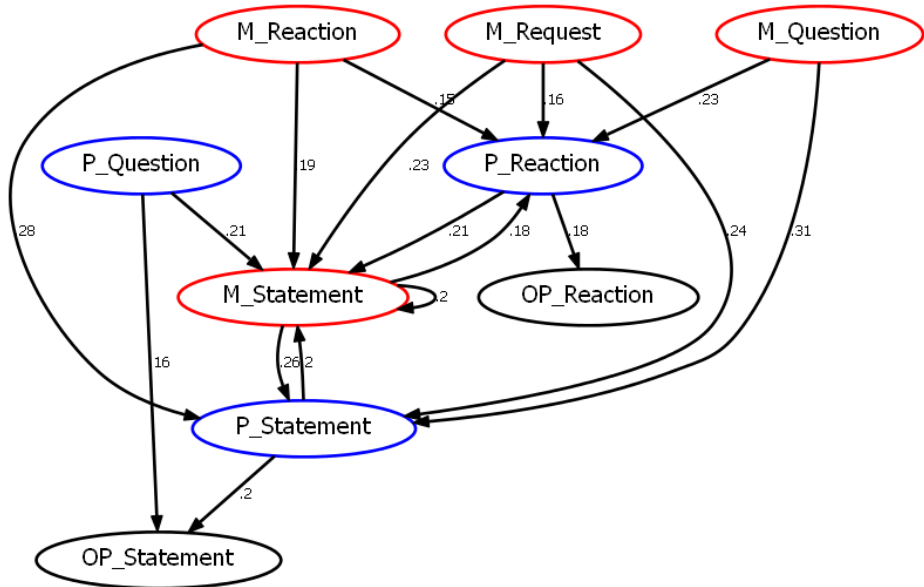 M_Reaction
M_Request
M_Question
.15
.16
.23
P_Question
P_Reaction
19
.23
28
.21
.21
.18
.18
.24
.31
M_Statement
.2
OP_Reaction
16
.26
.2
P_Statement
.2
OP_Statement